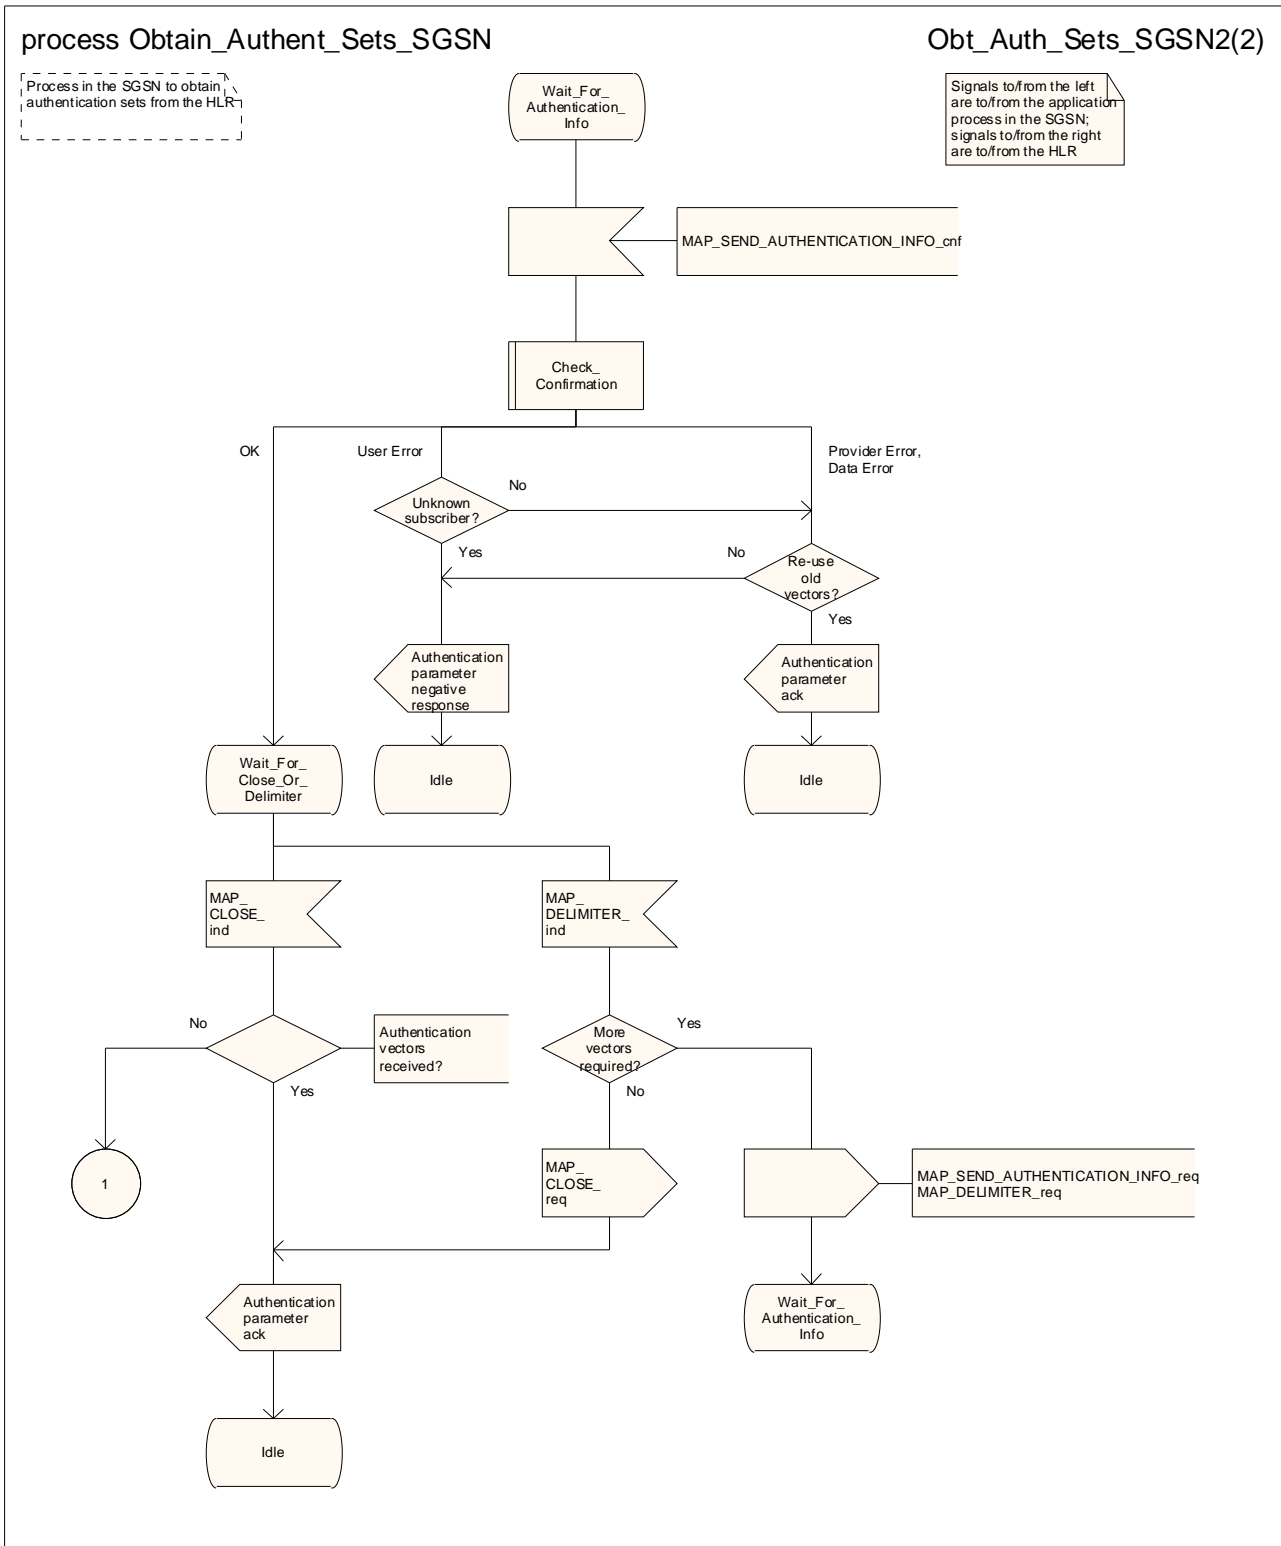 process Obtain_Authent_Sets_SGSN
Obt_Auth_Sets_SGSN2(2)
Process in the SGSN to obtain
authentication sets from the HLR
Wait_For_
Authentication_
Info
Signals to/from the left
are to/from the application
process in the SGSN;
signals to/from the right
are to/from the HLR
MAP_SEND_AUTHENTICATION_INFO_cnf
Check_
Confirmation
OK
User Error
Provider Error,
Data Error
Unknown
subscriber?
No
Yes
No
Re-use
old
vectors?
Yes
Authentication
parameter
negative
response
Authentication
parameter
ack
Wait_For_
Close_Or_
Delimiter
Idle
Idle
MAP_
CLOSE_
ind
MAP_
DELIMITER_
ind
No
Authentication
vectors
received?
Yes
More
vectors
required?
Yes
No
1
MAP_
CLOSE_
req
MAP_SEND_AUTHENTICATION_INFO_req
MAP_DELIMITER_req
Authentication
parameter
ack
Wait_For_
Authentication_
Info
Idle